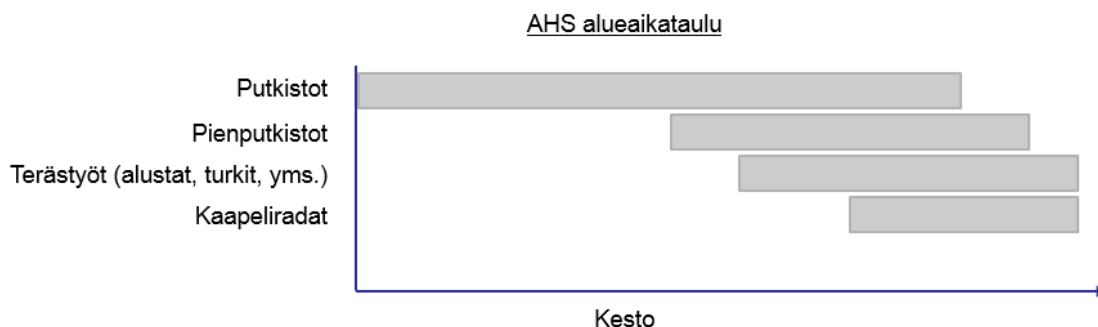 AHS alueaikataulu
Putkistot
Pienputkistot
Terästyöt (alustat, turkit, yms.)
Kaapeliradat
Kesto